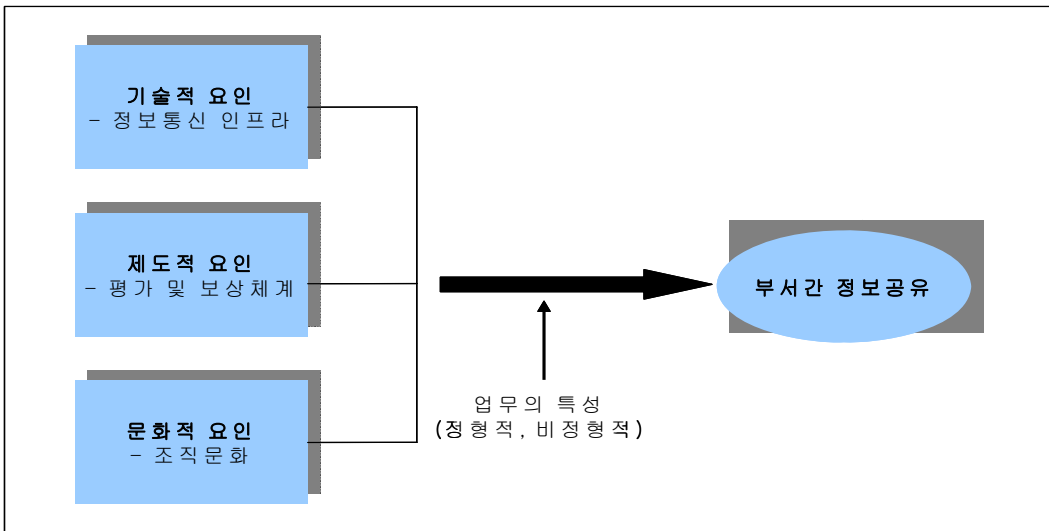 기술적 요인
- 정보통신 인프라
제도적 요인
- 평가 및 보상체계
문화적 요인
- 조직문화
업무의 특성
(정형적, 비정형적)
부서간 정보공유